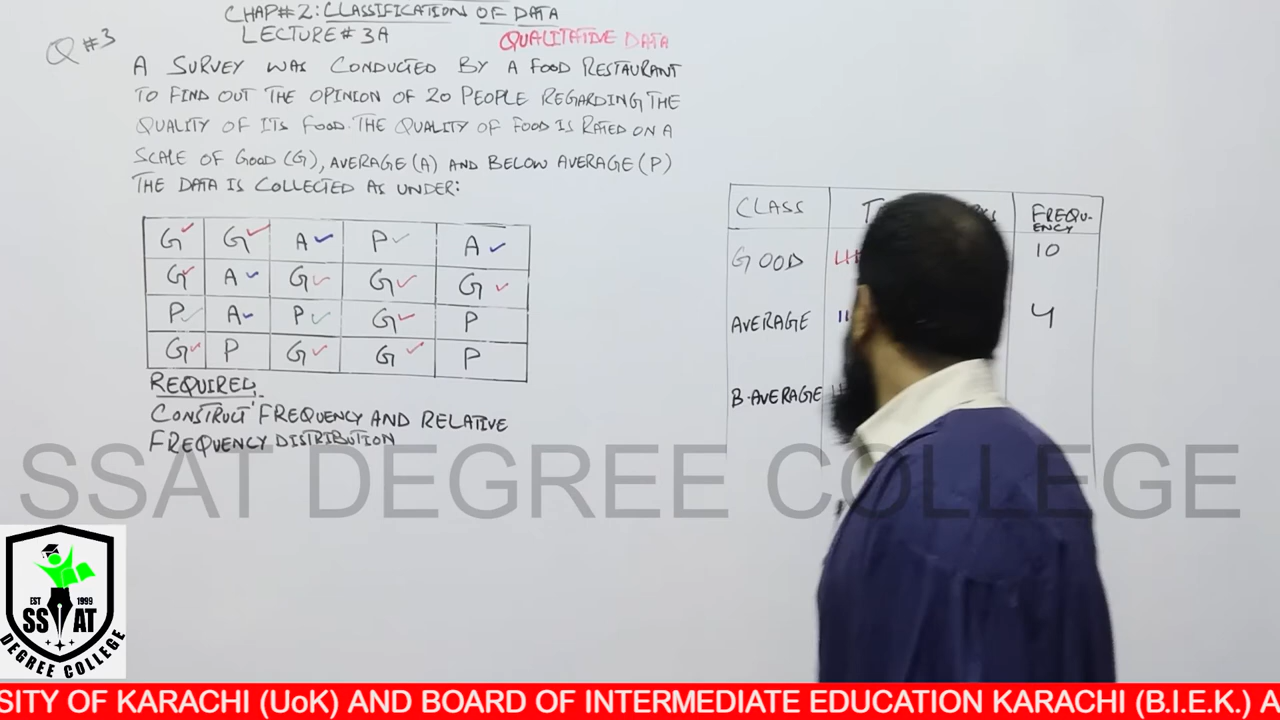 CHAP#2: CLASSIFICATION OF DATA
LECTURE# 3A
QUALITATIVE DATA
Q #3
A SURVEY WAS CONDUCTED BY A FOOD RESTAURANT
TO FIND OUT THE OPINION OF 20 PEOPLE REGARDING THE
QUALITY OF ITS FOOD. THE QUALITY OF FOOD IS RATED ON A
SCALE OF GOOD (G), AVERAGE (A) AND BELOW AVERAGE (P)
THE DATA IS COLLECTED AS UNDER:
G G A P A
G A G G G
P A P G P
G P G G P
REQUIRED
CONSTRUCT FREQUENCY AND RELATIVE
FREQUENCY DISTRIBUTION
CLASS FREQU-
ENCY
GOOD 10
AVERAGE 4
B.AVERAGE
SSAT DEGREE COLLEGE
EST 1999
SSAT
DEGREE COLLEGE
SITY OF KARACHI (UoK) AND BOARD OF INTERMEDIATE EDUCATION KARACHI (B.I.E.K.) A